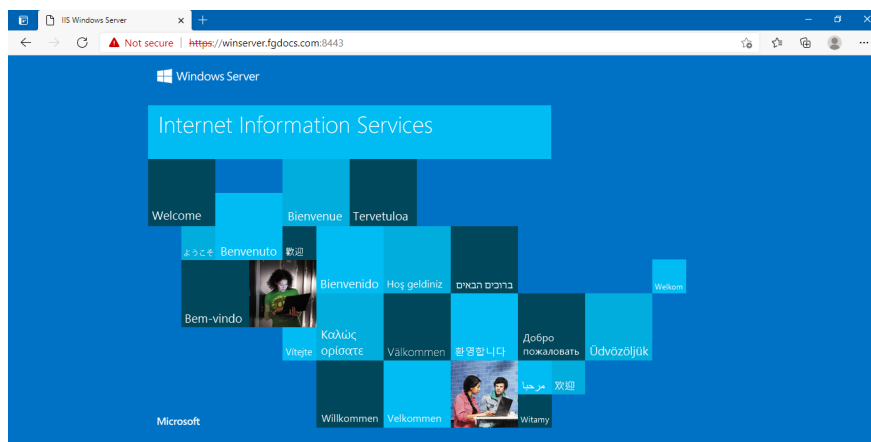 IIS Windows Server
Not secure
https://winserver.fgdocs.com:8443
Windows Server
Internet Information Services
Welcome
Bienvenue
Tervetuloa
ようこそ
Benvenuto
歡迎
Bienvenido
Hoş geldiniz
ברוכים הבאים
Welkom
Bem-vindo
Vítejte
Καλώς
ορίσατε
Välkommen
환영합니다
Добро
пожаловать
Üdvözöljük
Willkommen
Velkommen
مرحبا
欢迎
Witamy
Microsoft